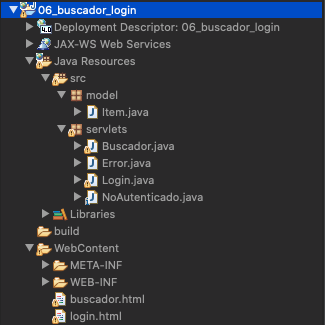 06_buscador_login
Deployment Descriptor: 06_buscador_login
JAX-WS Web Services
Java Resources
src
model
Item.java
servlets
Buscador.java
Error.java
Login.java
NoAutenticado.java
Libraries
build
WebContent
META-INF
WEB-INF
buscador.html
login.html